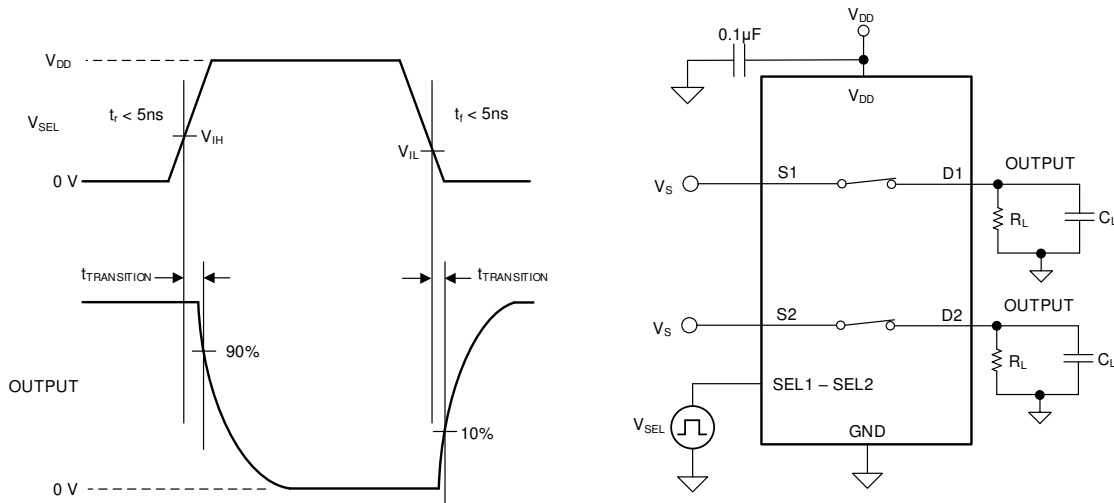 V_DD
t_r < 5ns
t_f < 5ns
V_SEL
V_IH
V_IL
0 V
t_TRANSITION
t_TRANSITION
90%
OUTPUT
10%
0 V
V_DD
0.1µF
V_DD
V_S
S1
D1
OUTPUT
R_L
C_L
V_S
S2
D2
OUTPUT
R_L
C_L
SEL1 – SEL2
V_SEL
GND